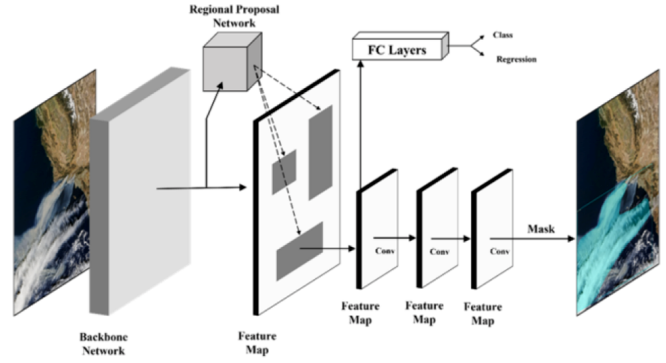 Regional Proposal
Network
FC Layers
Class
Regression
Conv
Conv
Conv
Mask
Backbone
Network
Feature
Map
Feature
Map
Feature
Map
Feature
Map